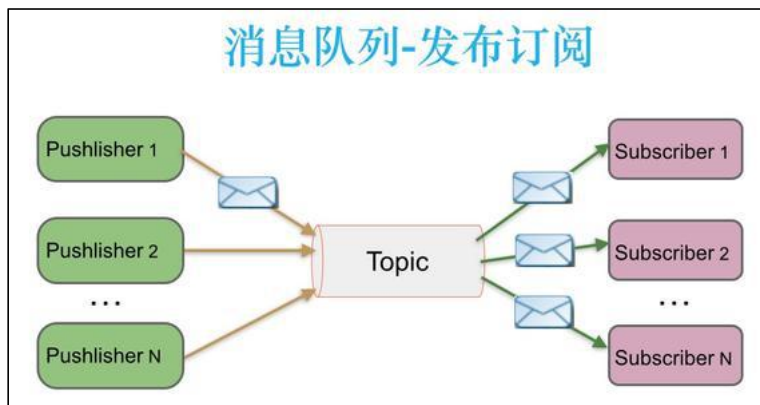 消息队列-发布订阅
Pushlisher 1
Subscriber 1
Pushlisher 2
Topic
Subscriber 2
...
...
Pushlisher N
Subscriber N